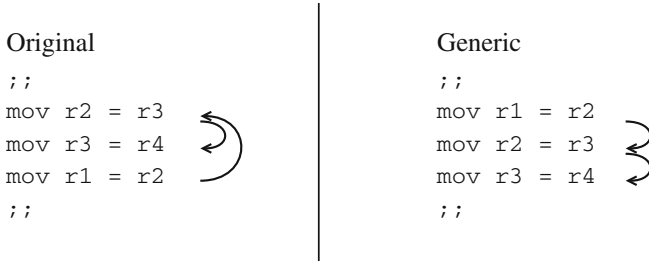 Original
;;
mov r2 = r3
mov r3 = r4
mov r1 = r2
;;
Generic
;;
mov r1 = r2
mov r2 = r3
mov r3 = r4
;;